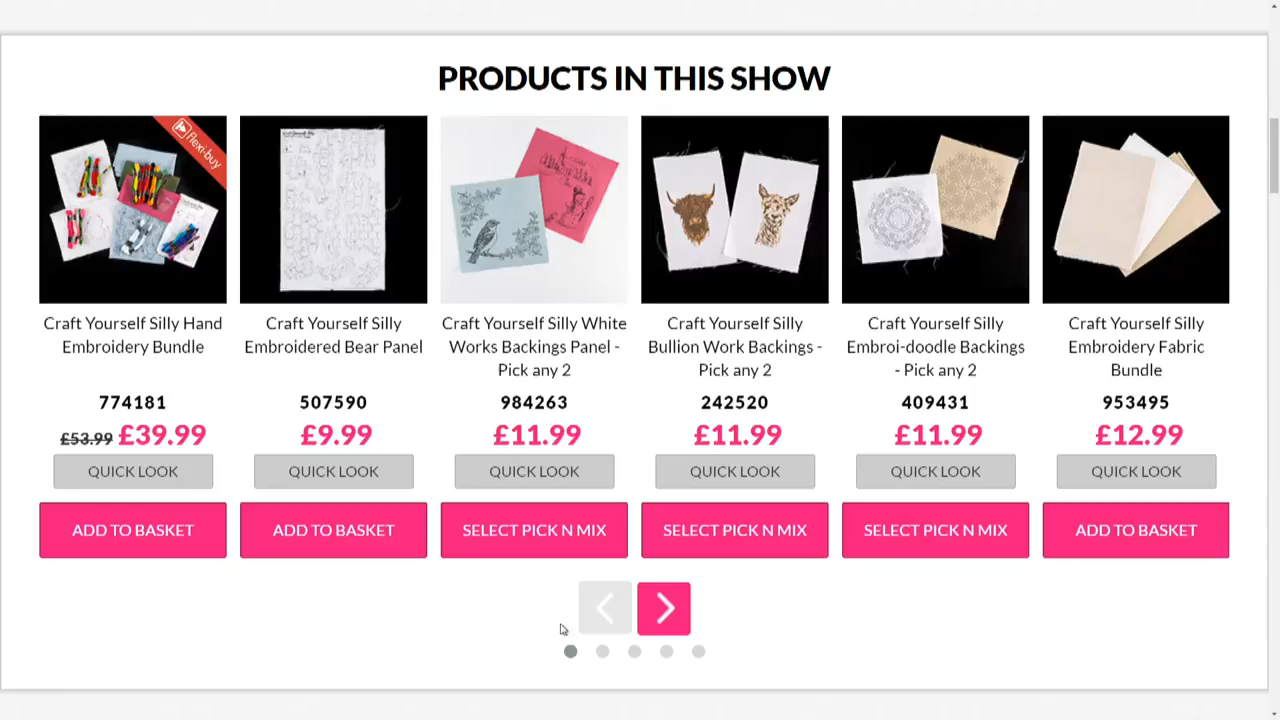 PRODUCTS IN THIS SHOW
flexi-buy
Craft Yourself Silly Hand
Embroidery Bundle
774181
£53.99 £39.99
QUICK LOOK
ADD TO BASKET
Craft Yourself Silly
Embroidered Bear Panel
507590
£9.99
QUICK LOOK
ADD TO BASKET
Craft Yourself Silly White
Works Backings Panel -
Pick any 2
984263
£11.99
QUICK LOOK
SELECT PICK N MIX
Craft Yourself Silly
Bullion Work Backings -
Pick any 2
242520
£11.99
QUICK LOOK
SELECT PICK N MIX
Craft Yourself Silly
Embroi-doodle Backings
- Pick any 2
409431
£11.99
QUICK LOOK
SELECT PICK N MIX
Craft Yourself Silly
Embroidery Fabric
Bundle
953495
£12.99
QUICK LOOK
ADD TO BASKET